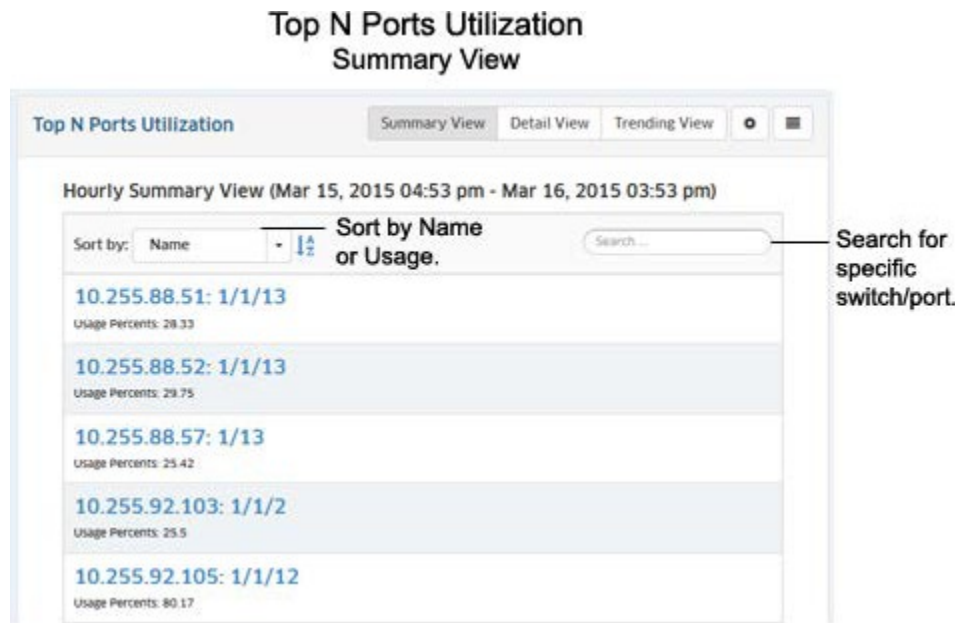 Top N Ports Utilization
Summary View
Top N Ports Utilization
Summary View
Detail View
Trending View
Hourly Summary View (Mar 15, 2015 04:53 pm - Mar 16, 2015 03:53 pm)
Sort by:
Name
Sort by Name
or Usage.
Search ...
Search for
specific
switch/port.
10.255.88.51: 1/1/13
Usage Percents: 28.33
10.255.88.52: 1/1/13
Usage Percents: 29.75
10.255.88.57: 1/13
Usage Percents: 25.42
10.255.92.103: 1/1/2
Usage Percents: 25.5
10.255.92.105: 1/1/12
Usage Percents: 80.17